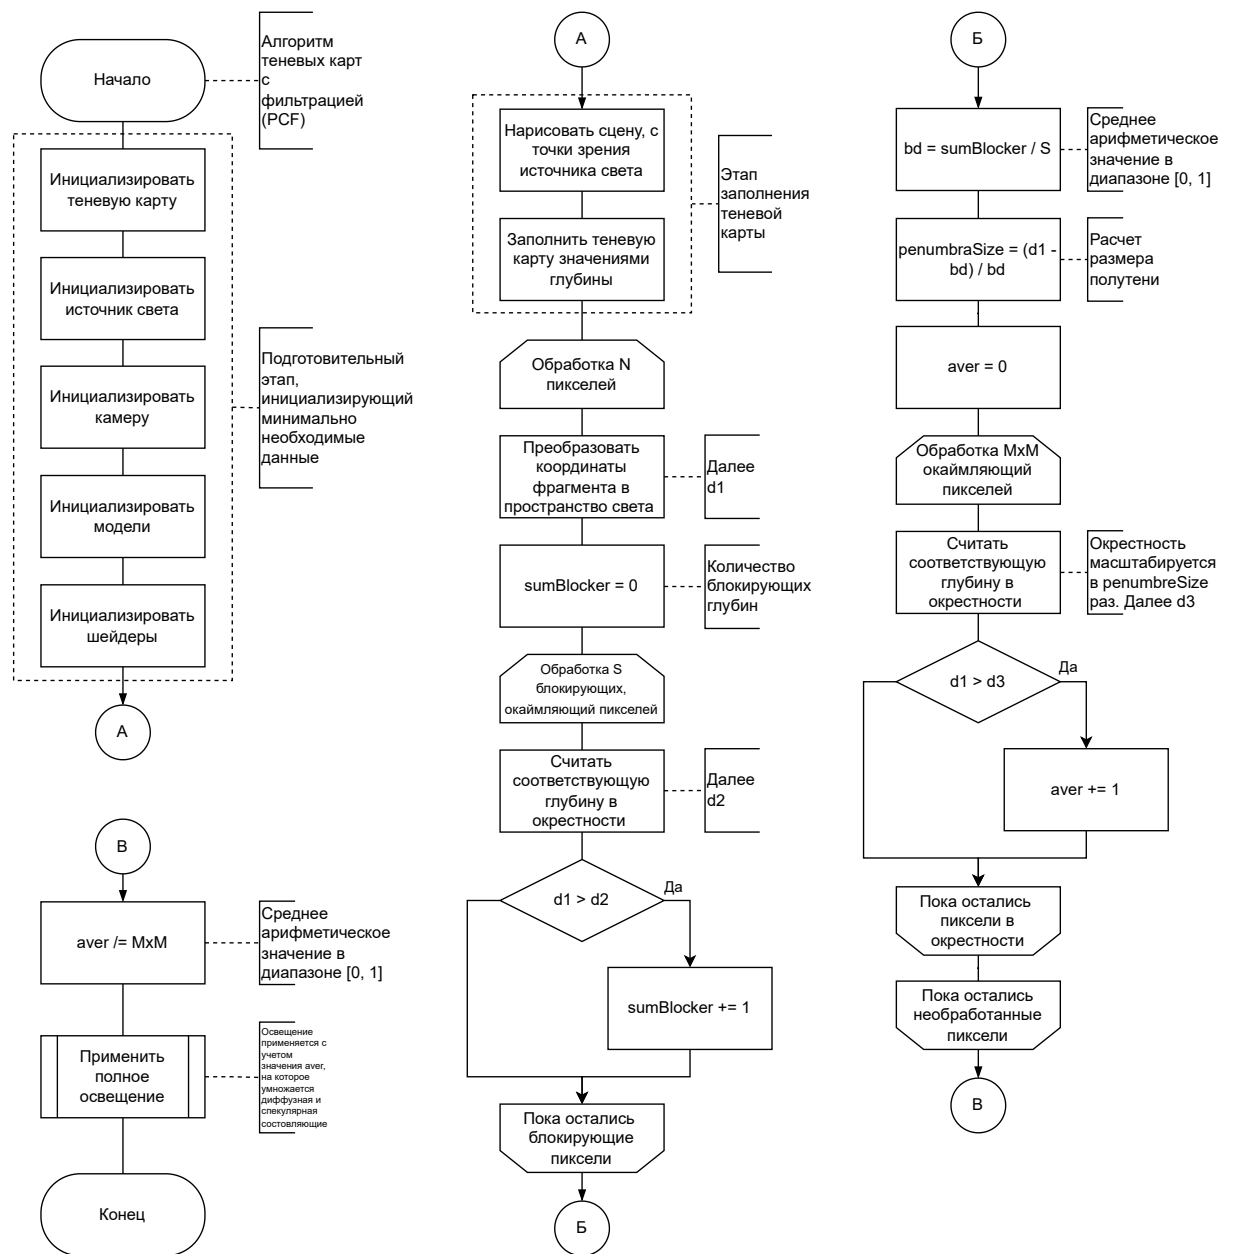 Начало
Алгоритм
теневых карт
с
фильтрацией
(PCF)
Инициализировать
теневую карту
Инициализировать
источник света
Инициализировать
камеру
Инициализировать
модели
Инициализировать
шейдеры
Подготовительный
этап,
инициализирующий
минимально
необходимые
данные
А
А
Нарисовать сцену, с
точки зрения
источника света
Заполнить теневую
карту значениями
глубины
Этап
заполнения
теневой
карты
Обработка N
пикселей
Преобразовать
координаты
фрагмента в
пространство света
Далее
d1
sumBlocker = 0
Количество
блокирующих
глубин
Обработка S
блокирующих,
окаймляющий пикселей
Считать
соответствующую
глубину в
окрестности
Далее
d2
d1 > d2
Да
sumBlocker += 1
Пока остались
блокирующие
пиксели
Б
Б
bd = sumBlocker / S
Среднее
арифметическое
значение в
диапазоне [0, 1]
penumbraSize = (d1 -
bd) / bd
Расчет
размера
полутени
aver = 0
Обработка MxM
окаймляющий
пикселей
Считать
соответствующую
глубину в
окрестности
Окрестность
масштабируется
в penumbreSize
раз. Далее d3
d1 > d3
Да
aver += 1
Пока остались
пиксели в
окрестности
Пока остались
необработанные
пиксели
В
В
aver /= MxM
Среднее
арифметическое
значение в
диапазоне [0, 1]
Применить
полное
освещение
Освещение
применяется с
учетом
значения aver,
на которое
умножается
диффузная и
спекулярная
состовляющие
Конец